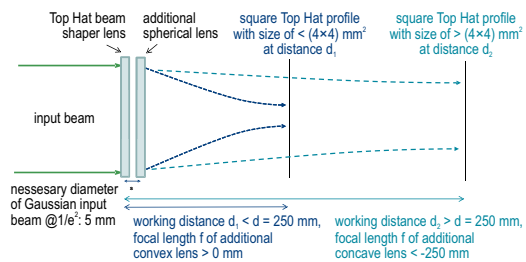 Top Hat beam
shaper lens
additional
spherical lens
square Top Hat profile
with size of < (4×4) mm²
at distance d₁
square Top Hat profile
with size of > (4×4) mm²
at distance d₂
input beam
nessesary diameter
of Gaussian input
beam @1/e²: 5 mm
working distance d₁ < d = 250 mm,
focal length f of additional
convex lens > 0 mm
working distance d₂ > d = 250 mm,
focal length f of additional
concave lens < -250 mm